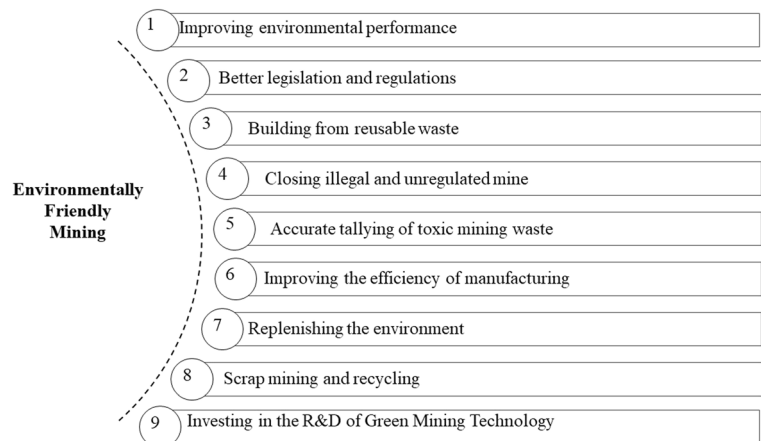 1 Improving environmental performance
2 Better legislation and regulations
3 Building from reusable waste
4 Closing illegal and unregulated mine
Environmentally
Friendly
Mining
5 Accurate tallying of toxic mining waste
6 Improving the efficiency of manufacturing
7 Replenishing the environment
8 Scrap mining and recycling
9 Investing in the R&D of Green Mining Technology